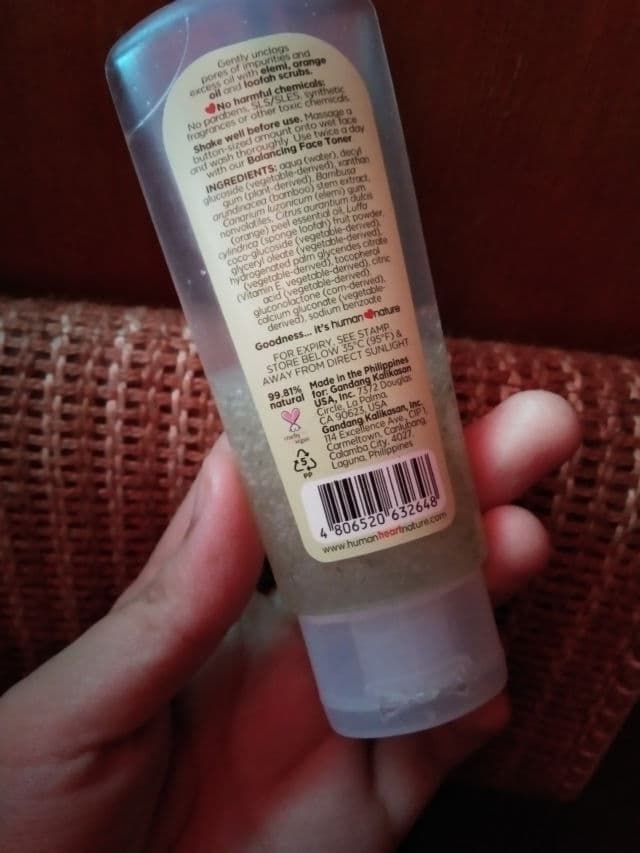 Gently unclogs
pores of impurities and
excess oil with elemi, orange
oil and loofah scrubs.
No harmful chemicals:
No parabens, SLS/SLES, synthetic
fragrances or other toxic chemicals.
Shake well before use. Massage a
button-sized amount onto wet face
and wash thoroughly. Use twice a day
with our Balancing Face Toner
INGREDIENTS: aqua (water), decyl
glucoside (vegetable-derived), xanthan
gum (plant-derived), Bambusa
arundinacea (bamboo) stem extract,
Canarium luzonicum (elemi) gum
nonvolatiles, Citrus aurantium dulcis
(orange) peel essential oil, Luffa
cylindrica (sponge loofah) fruit powder,
coco-glucoside (vegetable-derived),
glyceryl oleate (vegetable-derived),
hydrogenated palm glycerides citrate
(vegetable-derived), tocopherol
(Vitamin E, vegetable-derived), citric
acid (vegetable-derived),
gluconolactone (corn-derived),
calcium gluconate (vegetable-
derived), sodium benzoate
Goodness... it's human nature
FOR EXPIRY, SEE STAMP
STORE BELOW 35°C (95°F) &
AWAY FROM DIRECT SUNLIGHT
99.81%
natural
cruelty
5
PP
Made in the Philippines
for: Gandang Kalikasan
USA, Inc. 7372 Douglas
Circle, La Palma,
CA 90623, USA
Gandang Kalikasan, Inc.
114 Excellence Ave. CIP1,
Carmeltown, Canlubang,
Calamba City, 4027,
Laguna, Philippines
4 806520 632648
www.humanheartnature.com